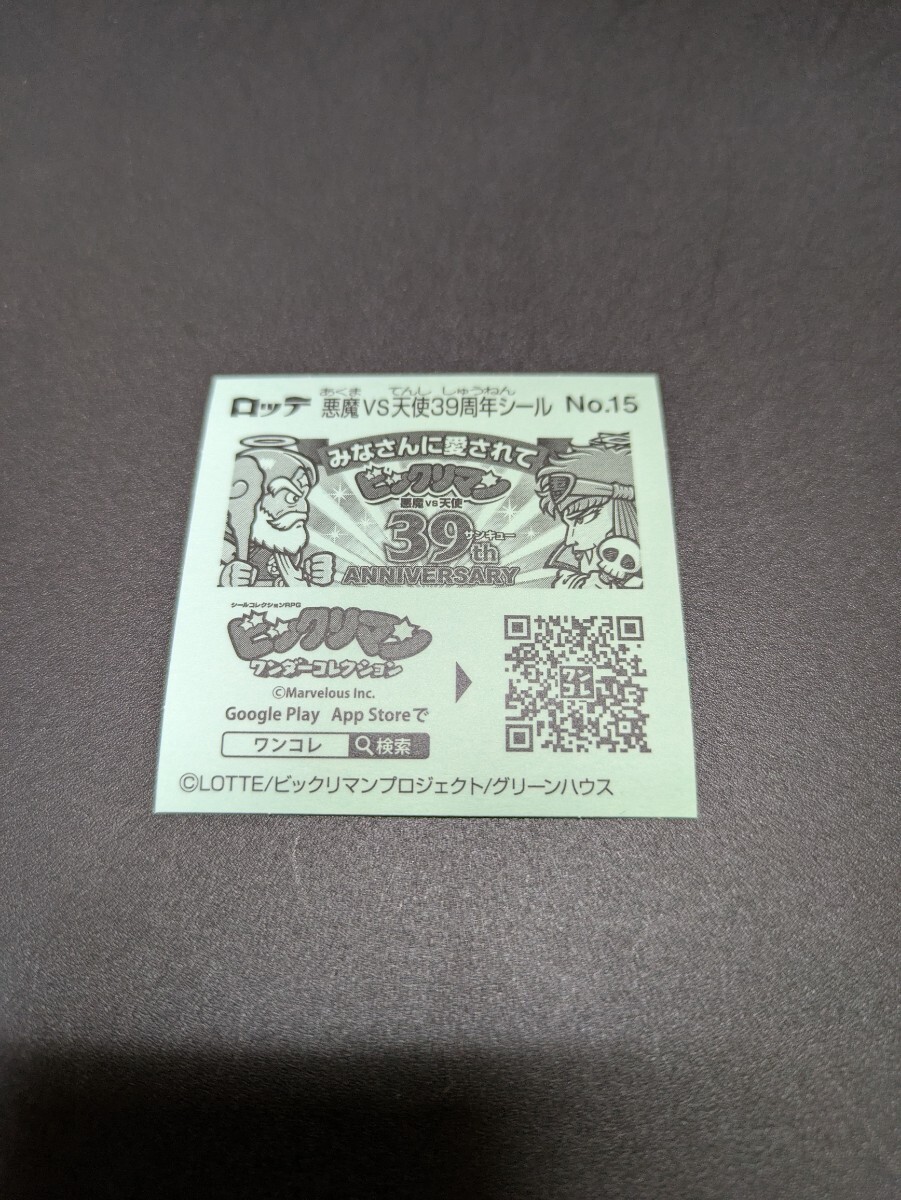 あくま てんし しゅうねん
ロッテ 悪魔VS天使39周年シール No.15
みなさんに愛されて
ビックリマン
悪魔VS天使
39th
サンキュー
ANNIVERSARY
シールコレクションRPG
ビックリマン
ワンダーコレクション
©Marvelous Inc.
Google Play App Storeで
ワンコレ 検索
ワン
コレ
©LOTTE/ビックリマンプロジェクト/グリーンハウス